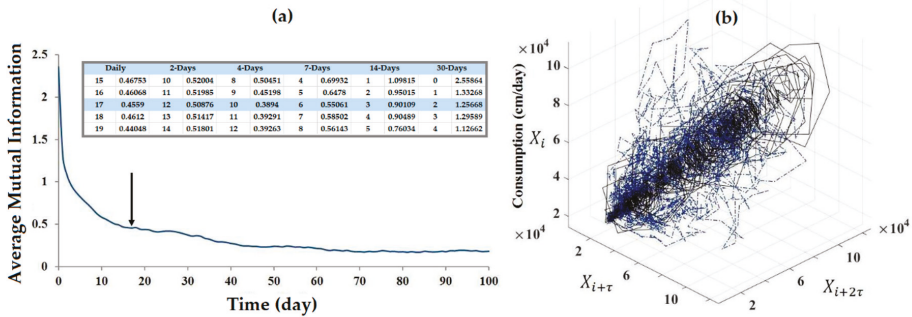 (a)
Average Mutual Information
2.5
2
1.5
1
0.5
0
0 10 20 30 40 50 60 70 80 90 100
Time (day)
Daily 2-Days 4-Days 7-Days 14-Days 30-Days
15 0.46753 10 0.52004 8 0.50451 4 0.69932 1 1.09815 0 2.55864
16 0.46068 11 0.51985 9 0.45198 5 0.6478 2 0.95015 1 1.33268
17 0.4559 12 0.50876 10 0.3894 6 0.55061 3 0.90109 2 1.25668
18 0.4612 13 0.51417 11 0.39291 7 0.58502 4 0.90489 3 1.29589
19 0.44048 14 0.51801 12 0.39263 8 0.56143 5 0.76034 4 1.12662
(b)
×10⁴
Consumption (cm/day)
X_i
10
8
6
4
2
×10⁴
2 6 10
X_{i+τ}
2 6 10
×10⁴
X_{i+2τ}